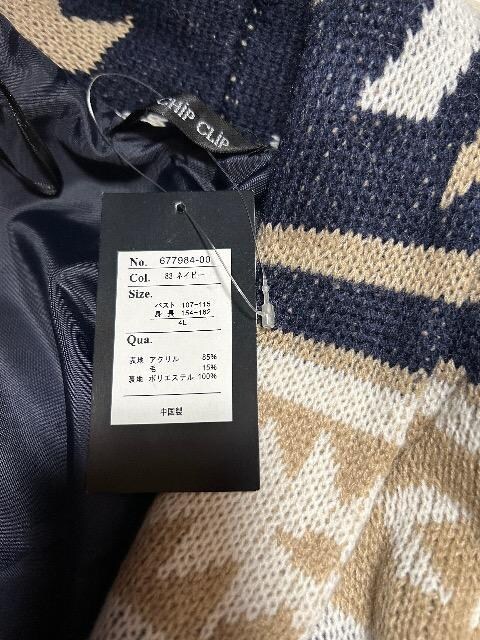 CHIP CLIP
No. 677984-00
Col. 83 ネイビー
Size.
バスト 107-115
身 長 154-162
4L
Qua.
表地 アクリル 85%
毛 15%
裏地 ポリエステル 100%
中国製